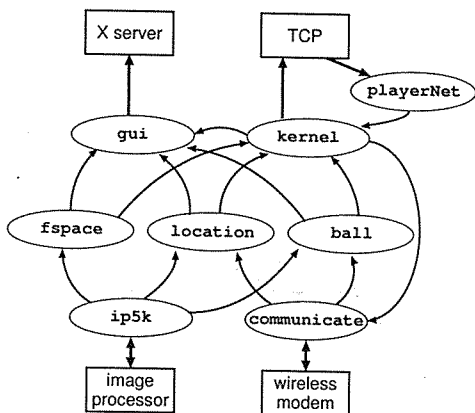 X server
TCP
playerNet
gui
kernel
fspace
location
ball
ip5k
communicate
image
processor
wireless
modem